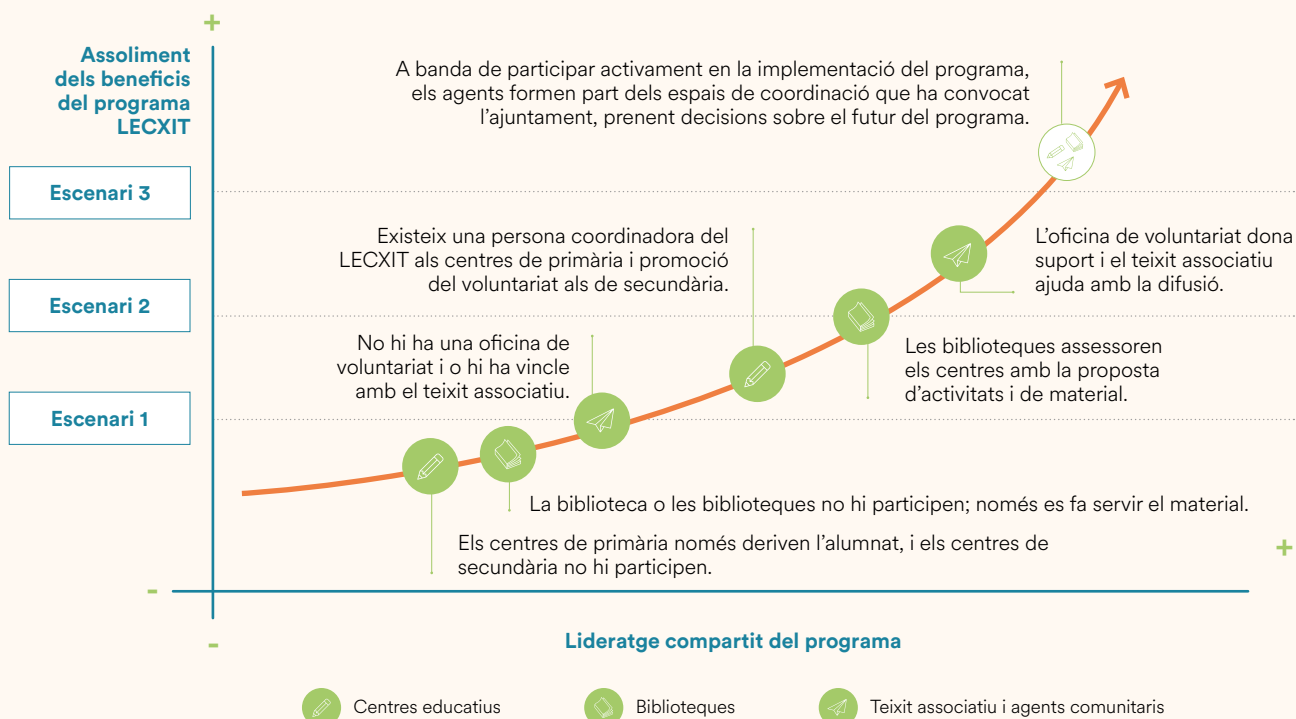 +
Assoliment
dels beneficis
del programa
LECXIT
A banda de participar activament en la implementació del programa,
els agents formen part dels espais de coordinació que ha convocat
l’ajuntament, prenent decisions sobre el futur del programa.
Escenari 3
Existeix una persona coordinadora del
LECXIT als centres de primària i promoció
del voluntariat als de secundària.
L’oficina de voluntariat dona
suport i el teixit associatiu
ajuda amb la difusió.
Escenari 2
No hi ha una oficina de
voluntariat i o hi ha vincle
amb el teixit associatiu.
Les biblioteques assessoren
els centres amb la proposta
d’activitats i de material.
Escenari 1
La biblioteca o les biblioteques no hi participen; només es fa servir el material.
Els centres de primària només deriven l’alumnat, i els centres de
secundària no hi participen.
+
-
-
Lideratge compartit del programa
Centres educatius
Biblioteques
Teixit associatiu i agents comunitaris